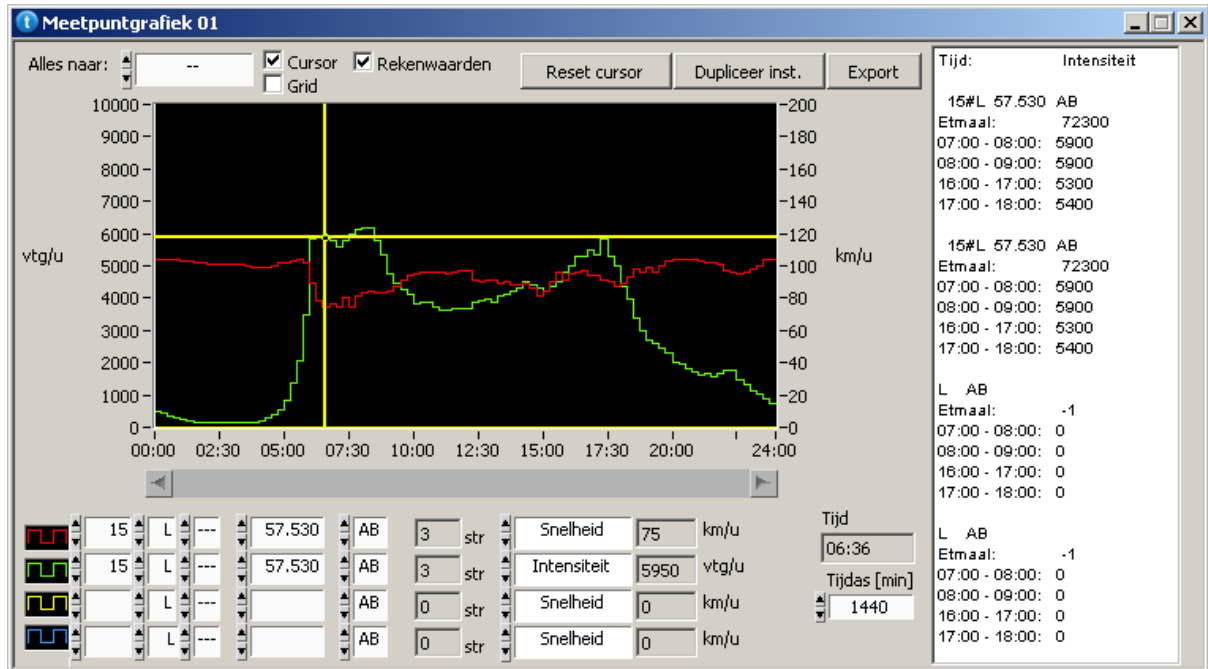 Meetpuntgrafiek 01
Alles naar: -- Cursor Rekenwaarden
Grid
Reset cursor Dupliceer inst. Export
10000 200
9000 180
8000 160
7000 140
6000 120
vtg/u km/u
5000 100
4000 80
3000 60
2000 40
1000 20
0 0
00:00 02:30 05:00 07:30 10:00 12:30 15:00 17:30 20:00 24:00
15 L --- 57.530 AB 3 str Snelheid 75 km/u
15 L --- 57.530 AB 3 str Intensiteit 5950 vtg/u
L --- AB 0 str Snelheid 0 km/u
L --- AB 0 str Snelheid 0 km/u
Tijd
06:36
Tijdas [min]
1440
Tijd: Intensiteit
15#L 57.530 AB
Etmaal: 72300
07:00 - 08:00: 5900
08:00 - 09:00: 5900
16:00 - 17:00: 5300
17:00 - 18:00: 5400
15#L 57.530 AB
Etmaal: 72300
07:00 - 08:00: 5900
08:00 - 09:00: 5900
16:00 - 17:00: 5300
17:00 - 18:00: 5400
L AB
Etmaal: -1
07:00 - 08:00: 0
08:00 - 09:00: 0
16:00 - 17:00: 0
17:00 - 18:00: 0
L AB
Etmaal: -1
07:00 - 08:00: 0
08:00 - 09:00: 0
16:00 - 17:00: 0
17:00 - 18:00: 0